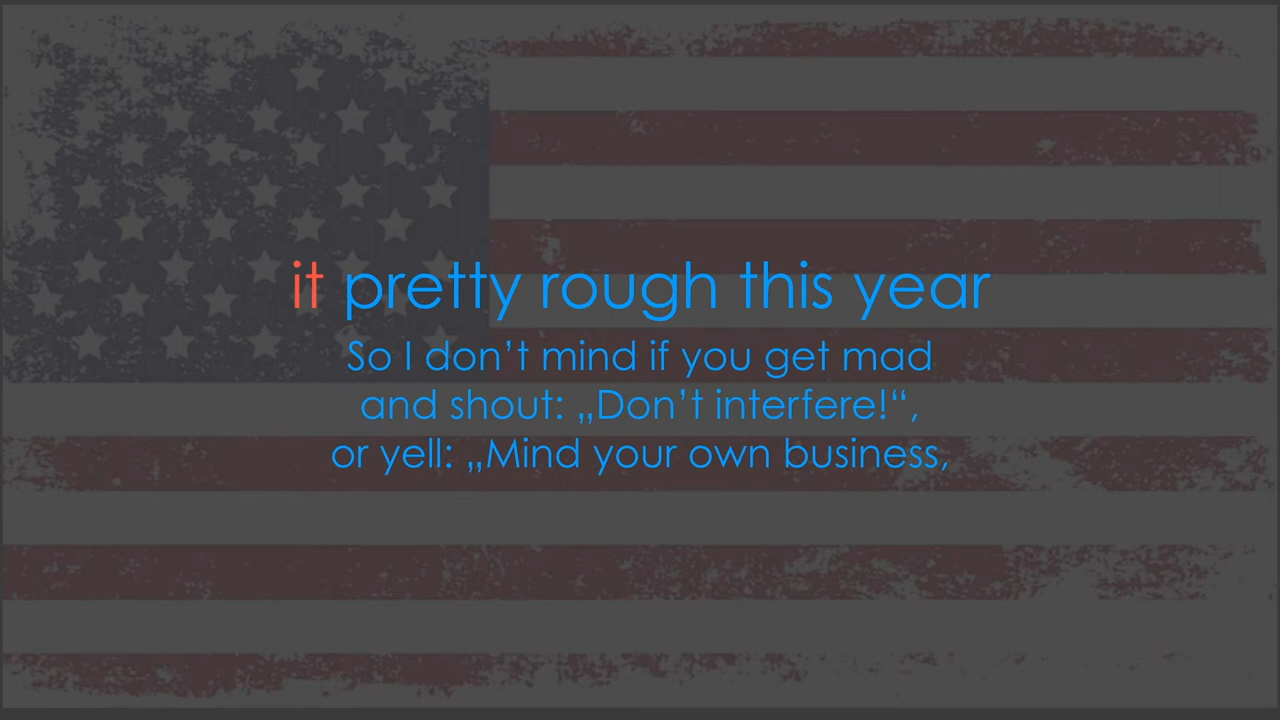 it pretty rough this year
So I don’t mind if you get mad
and shout: „Don’t interfere!“,
or yell: „Mind your own business,